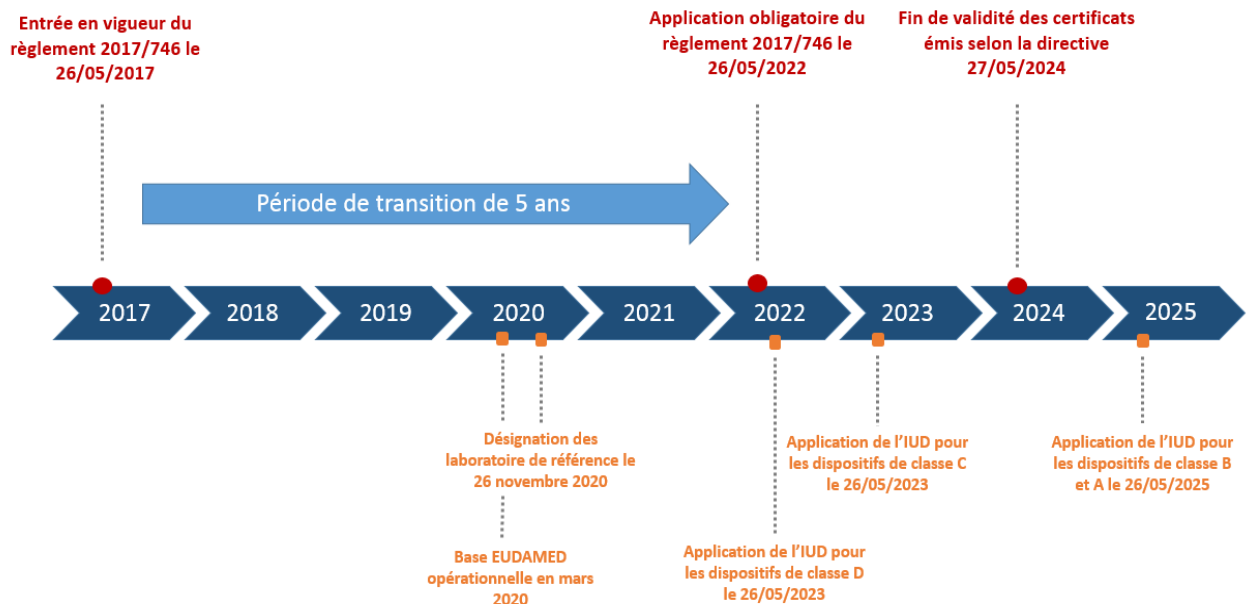 Entrée en vigueur du
règlement 2017/746 le
26/05/2017
Application obligatoire du
règlement 2017/746 le
26/05/2022
Fin de validité des certificats
émis selon la directive
27/05/2024
Période de transition de 5 ans
2017
2018
2019
2020
2021
2022
2023
2024
2025
Désignation des
laboratoire de référence le
26 novembre 2020
Application de l’IUD pour
les dispositifs de classe C
le 26/05/2023
Application de l’IUD pour
les dispositifs de classe B
et A le 26/05/2025
Base EUDAMED
opérationnelle en mars
2020
Application de l’IUD pour
les dispositifs de classe D
le 26/05/2023